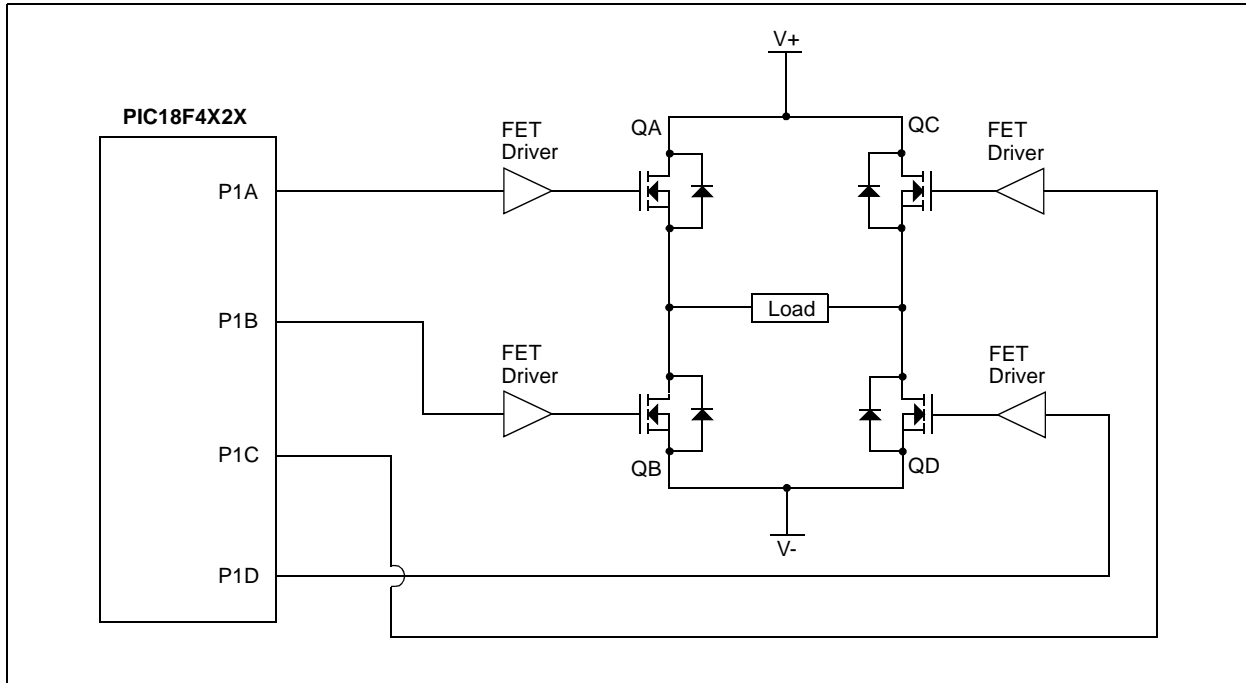 V+
PIC18F4X2X
FET
Driver
QA
QC
FET
Driver
P1A
Load
P1B
FET
Driver
FET
Driver
P1C
QB
QD
V-
P1D